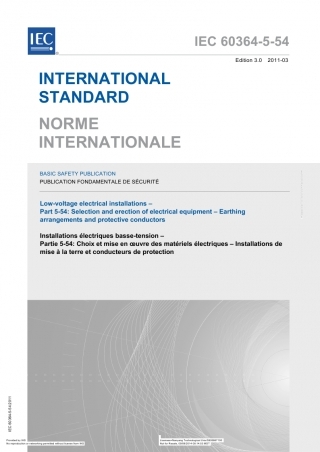 IEC
IEC 60364-5-54
Edition 3.0 2011-03
INTERNATIONAL
STANDARD
NORME
INTERNATIONALE
BASIC SAFETY PUBLICATION
PUBLICATION FONDAMENTALE DE SÉCURITÉ
Low-voltage electrical installations –
Part 5-54: Selection and erection of electrical equipment – Earthing
arrangements and protective conductors
Installations électriques basse-tension –
Partie 5-54: Choix et mise en œuvre des matériels électriques – Installations de
mise à la terre et conducteurs de protection
IEC 60364-5-54:2011